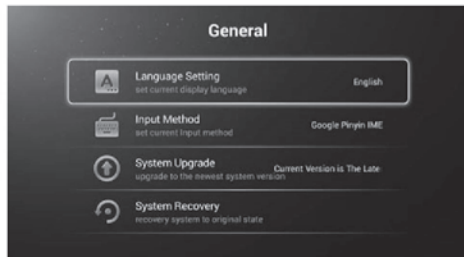 General
Language Setting
set current display language
English
Input Method
set current Input method
Google Pinyin IME
System Upgrade
upgrade to the newest system version
Current Version is The Late
System Recovery
recovery system to original state